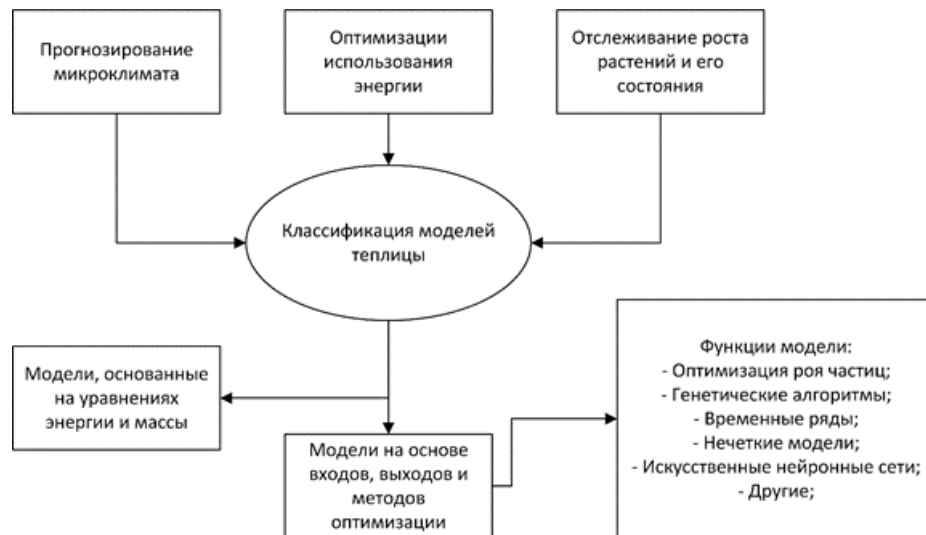 Прогнозирование
микроклимата
Оптимизации
использования
энергии
Отслеживание роста
растений и его
состояния
Классификация моделей
теплицы
Модели, основанные
на уравнениях
энергии и массы
Модели на основе
входов, выходов и
методов
оптимизации
Функции модели:
- Оптимизация роя частиц;
- Генетические алгоритмы;
- Временные ряды;
- Нечеткие модели;
- Искусственные нейронные сети;
- Другие;